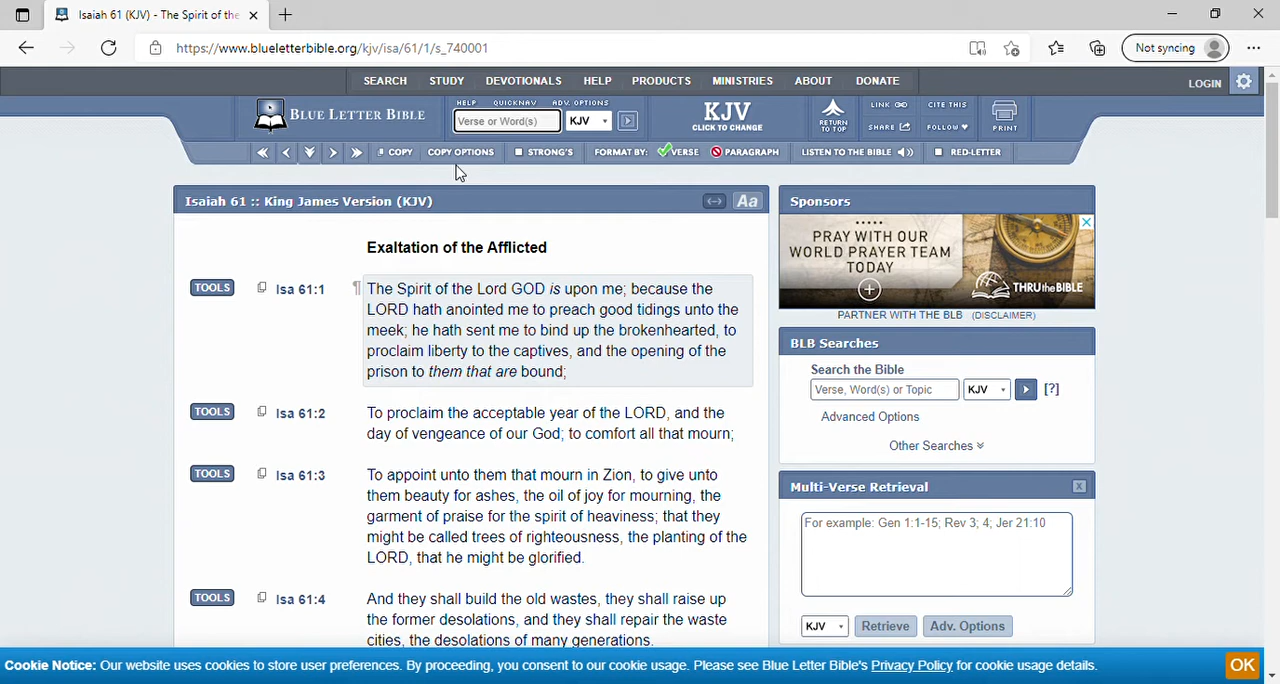 Isaiah 61 (KJV) - The Spirit of the
https://www.blueletterbible.org/kjv/isa/61/1/s_740001
Not syncing
SEARCH STUDY DEVOTIONALS HELP PRODUCTS MINISTRIES ABOUT DONATE
LOGIN
BLUE LETTER BIBLE
HELP QUICKNAV ADV. OPTIONS
Verse or Word(s) KJV
KJV
CLICK TO CHANGE
RETURN TO TOP
LINK CITE THIS
SHARE FOLLOW
PRINT
COPY COPY OPTIONS STRONG'S FORMAT BY: VERSE PARAGRAPH LISTEN TO THE BIBLE RED-LETTER
Isaiah 61 :: King James Version (KJV)
Aa
Exaltation of the Afflicted
TOOLS Isa 61:1 ¶ The Spirit of the Lord GOD is upon me; because the
LORD hath anointed me to preach good tidings unto the
meek; he hath sent me to bind up the brokenhearted, to
proclaim liberty to the captives, and the opening of the
prison to them that are bound;
TOOLS Isa 61:2 To proclaim the acceptable year of the LORD, and the
day of vengeance of our God; to comfort all that mourn;
TOOLS Isa 61:3 To appoint unto them that mourn in Zion, to give unto
them beauty for ashes, the oil of joy for mourning, the
garment of praise for the spirit of heaviness; that they
might be called trees of righteousness, the planting of the
LORD, that he might be glorified.
TOOLS Isa 61:4 And they shall build the old wastes, they shall raise up
the former desolations, and they shall repair the waste
cities, the desolations of many generations.
Sponsors
PRAY WITH OUR
WORLD PRAYER TEAM
TODAY
THRU the BIBLE
PARTNER WITH THE BLB (DISCLAIMER)
BLB Searches
Search the Bible
Verse, Word(s) or Topic KJV [?]
Advanced Options
Other Searches
Multi-Verse Retrieval X
For example: Gen 1:1-15; Rev 3; 4; Jer 21:10
KJV Retrieve Adv. Options
Cookie Notice: Our website uses cookies to store user preferences. By proceeding, you consent to our cookie usage. Please see Blue Letter Bible's Privacy Policy for cookie usage details. OK